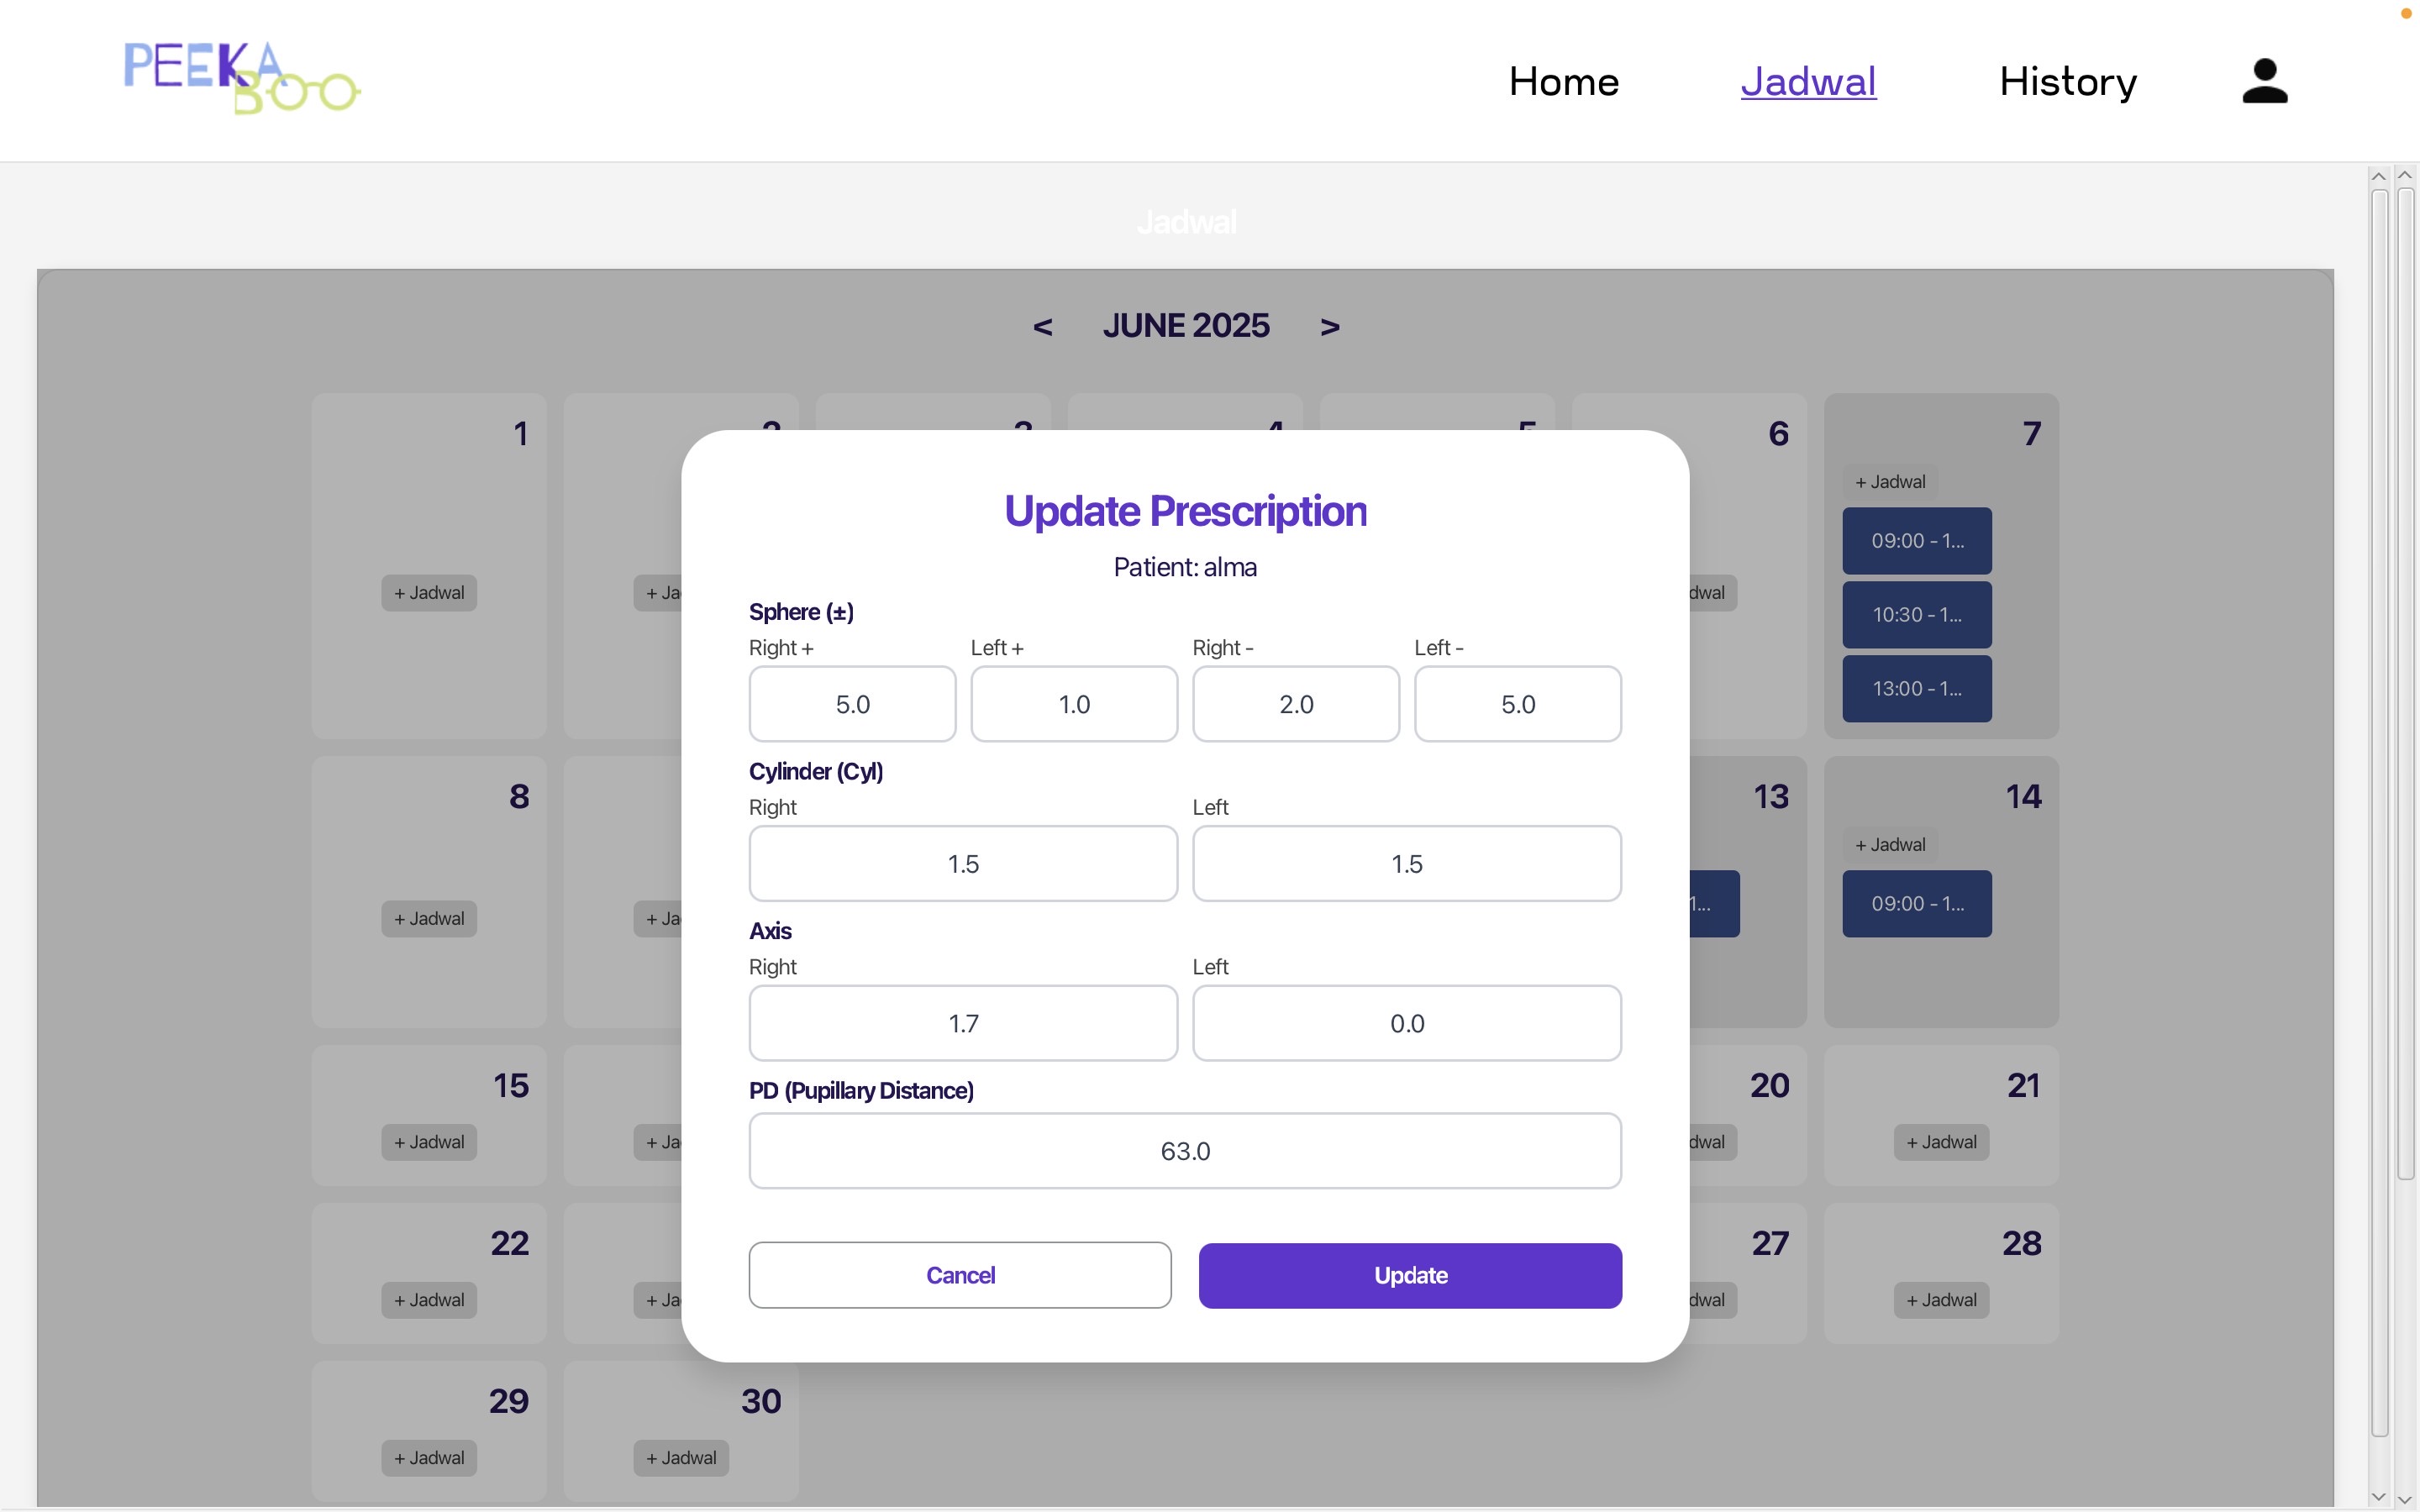 PEEKA
BOO
Home Jadwal History
Jadwal
< JUNE 2025 >
1 6 7
+ Jadwal
Update Prescription
09:00 - 1...
Patient: alma
+ Jadwal
10:30 - 1...
Sphere (±)
Right + Left + Right - Left -
13:00 - 1...
5.0 1.0 2.0 5.0
Cylinder (Cyl)
8 13 14
Right Left
+ Jadwal
1.5 1.5
09:00 - 1...
+ Jadwal
Axis
Right Left
1.7 0.0
15 20 21
PD (Pupillary Distance)
+ Jadwal + Jadwal
63.0
22 27 28
Cancel Update
+ Jadwal + Jadwal
29 30
+ Jadwal + Jadwal